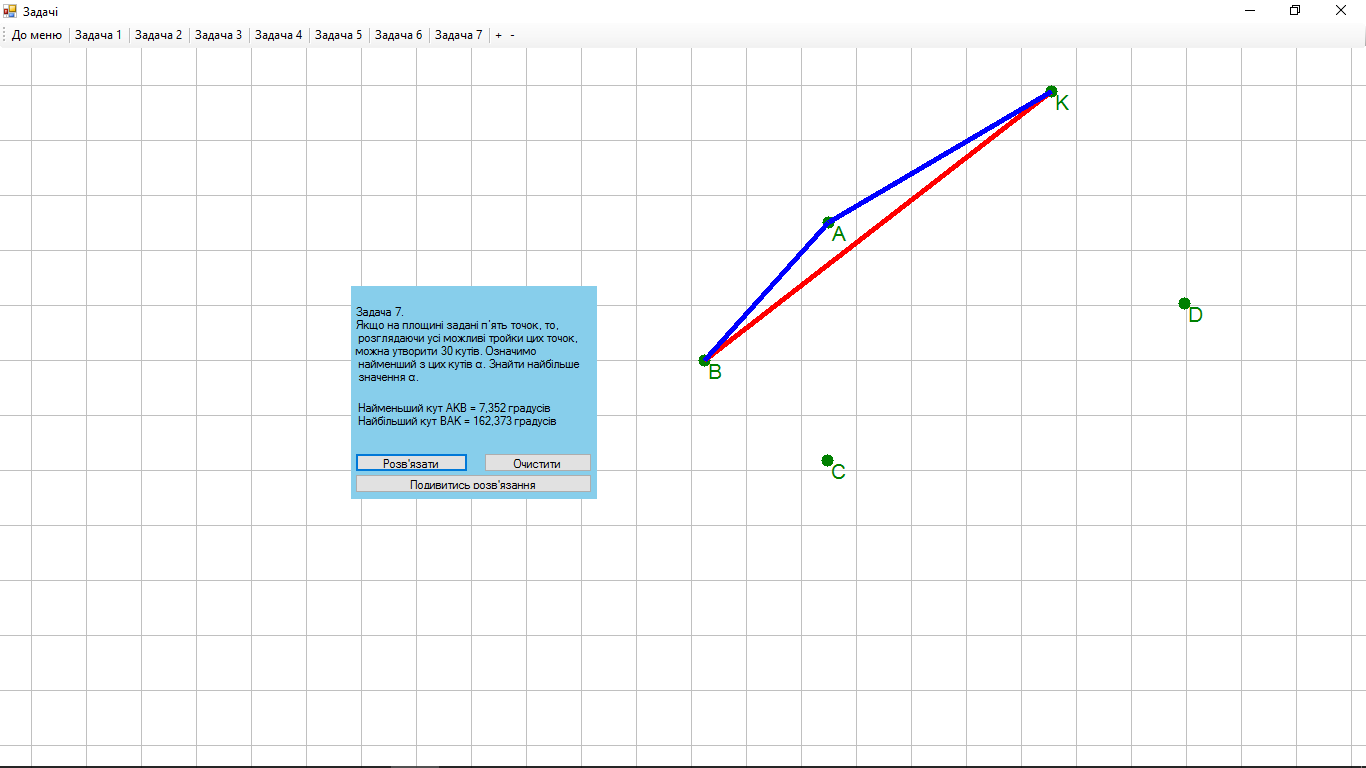 Задачі
До меню Задача 1 Задача 2 Задача 3 Задача 4 Задача 5 Задача 6 Задача 7 + -
K
A
D
B
C
Задача 7.
Якщо на площині задані п'ять точок, то,
розглядаючи усі можливі тройки цих точок,
можна утворити 30 кутів. Означимо
найменший з цих кутів α. Знайти найбільше
значення α.
Найменьший кут AKB = 7,352 градусів
Найбільший кут BAK = 162,373 градусів
Розв'язати Очистити
Подивитись розв'язання